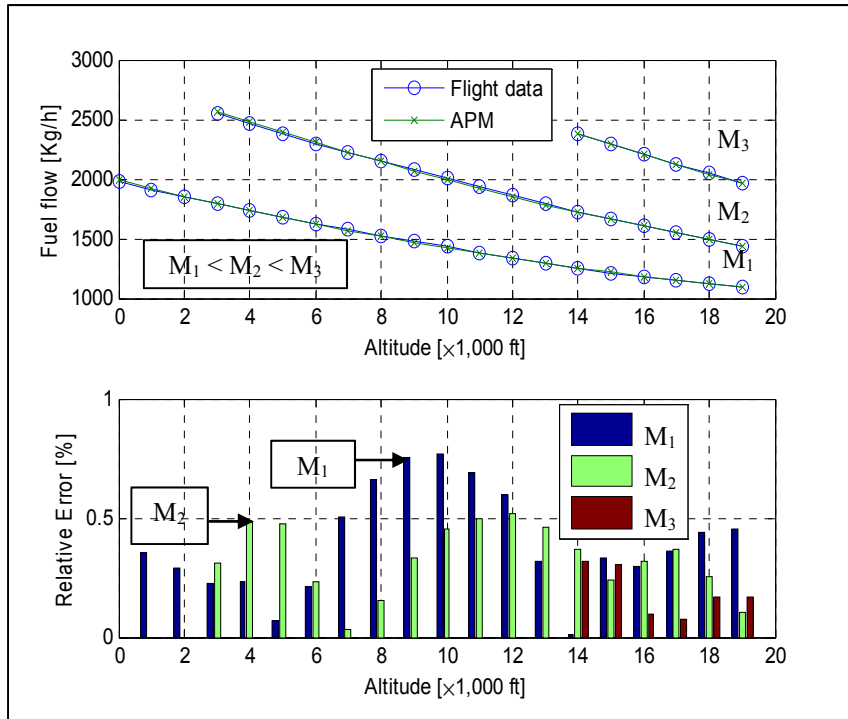 3000
2500
2000
1500
1000
Fuel flow [Kg/h]
Flight data
APM
M₃
M₂
M₁
M₁ < M₂ < M₃
0 2 4 6 8 10 12 14 16 18 20
Altitude [×1,000 ft]
1
0.5
0
Relative Error [%]
M₁
M₂
M₁
M₂
M₃
0 2 4 6 8 10 12 14 16 18 20
Altitude [×1,000 ft]